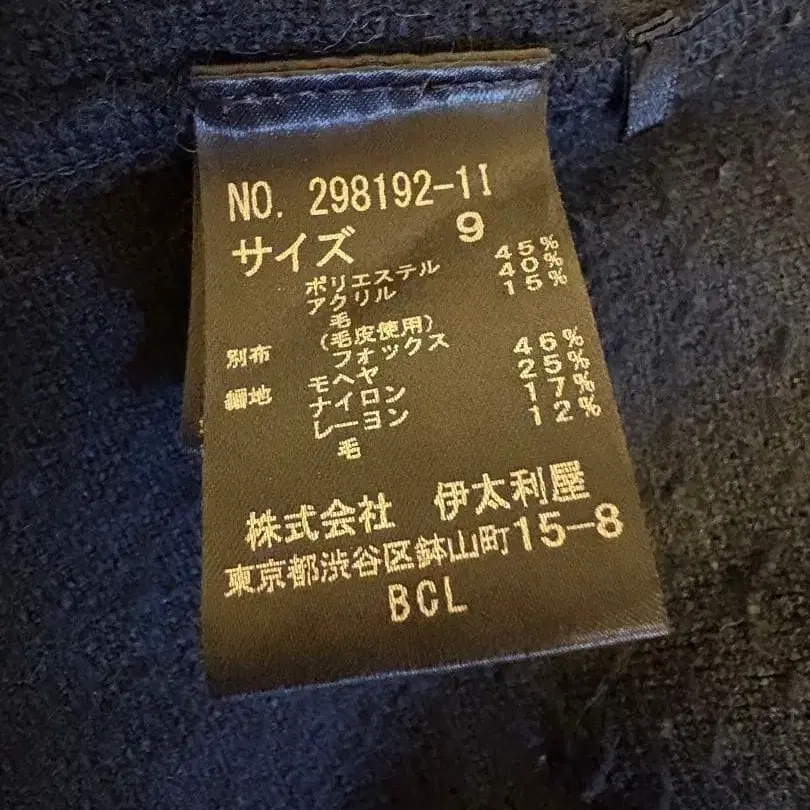 NO. 298192-1I
サイズ 9
ポリエステル 45%
アクリル 40%
毛 15%
別布 (毛皮使用)
フォックス
編地 モヘヤ 46%
ナイロン 25%
レーヨン 17%
毛 12%
株式会社 伊太利屋
東京都渋谷区鉢山町15-8
BCL